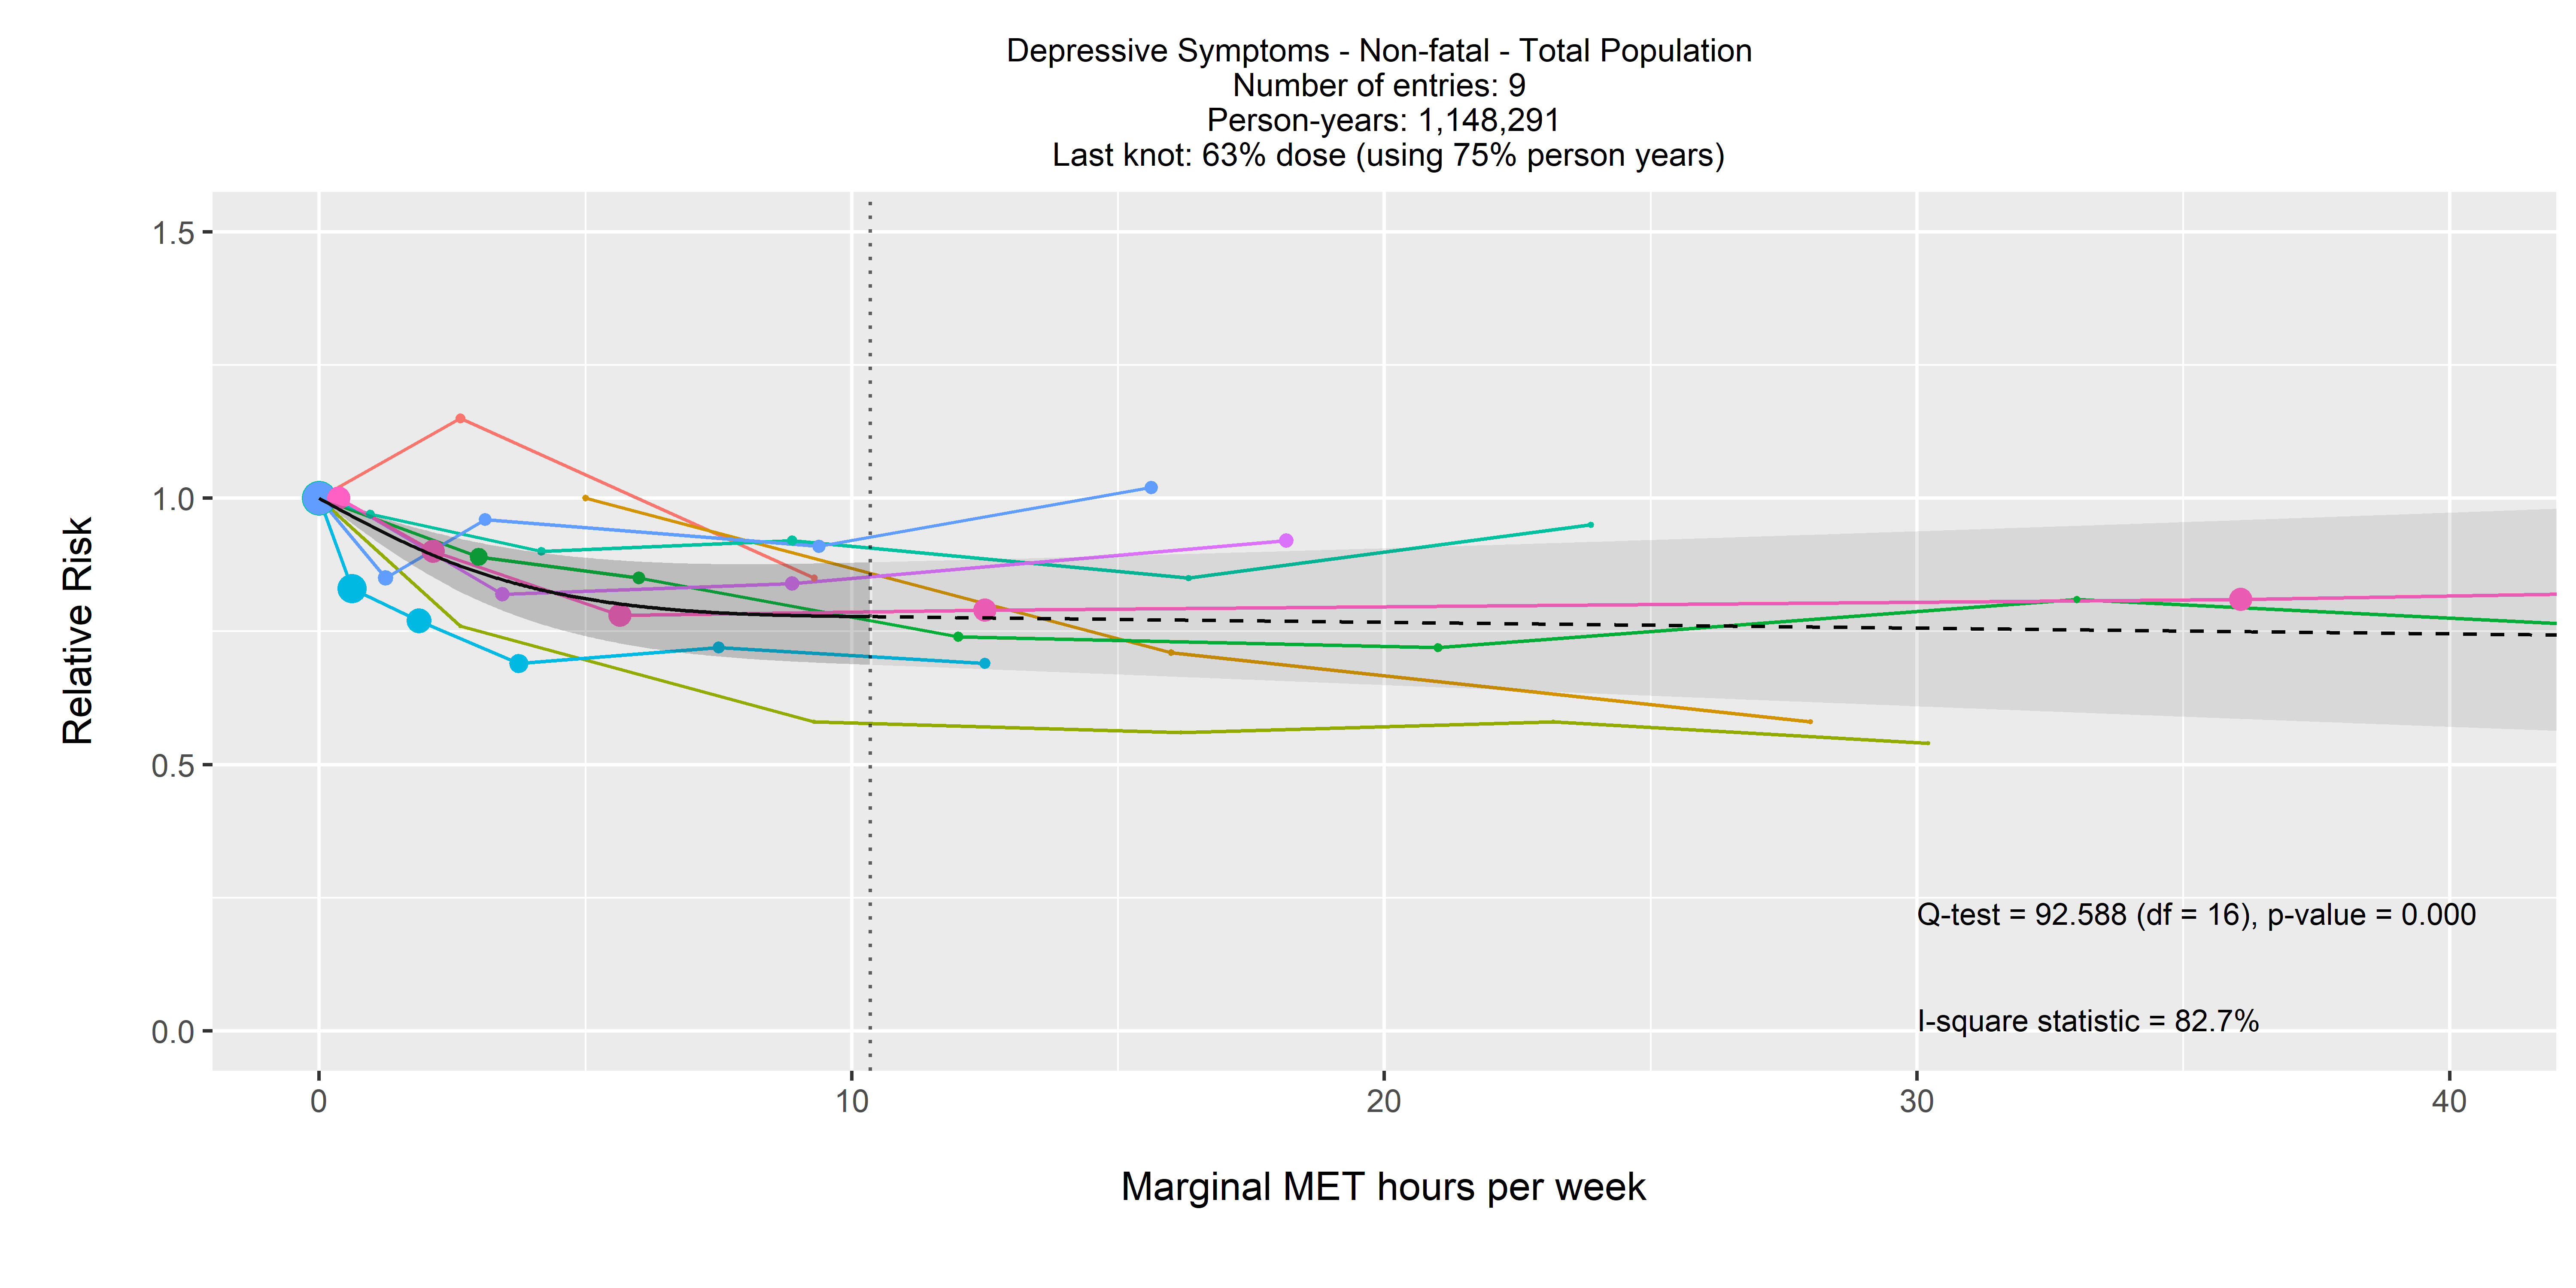 Depressive Symptoms - Non-fatal - Total Population
Number of entries: 9
Person-years: 1,148,291
Last knot: 63% dose (using 75% person years)
1.5
1.0
0.5
0.0
Relative Risk
Q-test = 92.588 (df = 16), p-value = 0.000
I-square statistic = 82.7%
0 10 20 30 40
Marginal MET hours per week